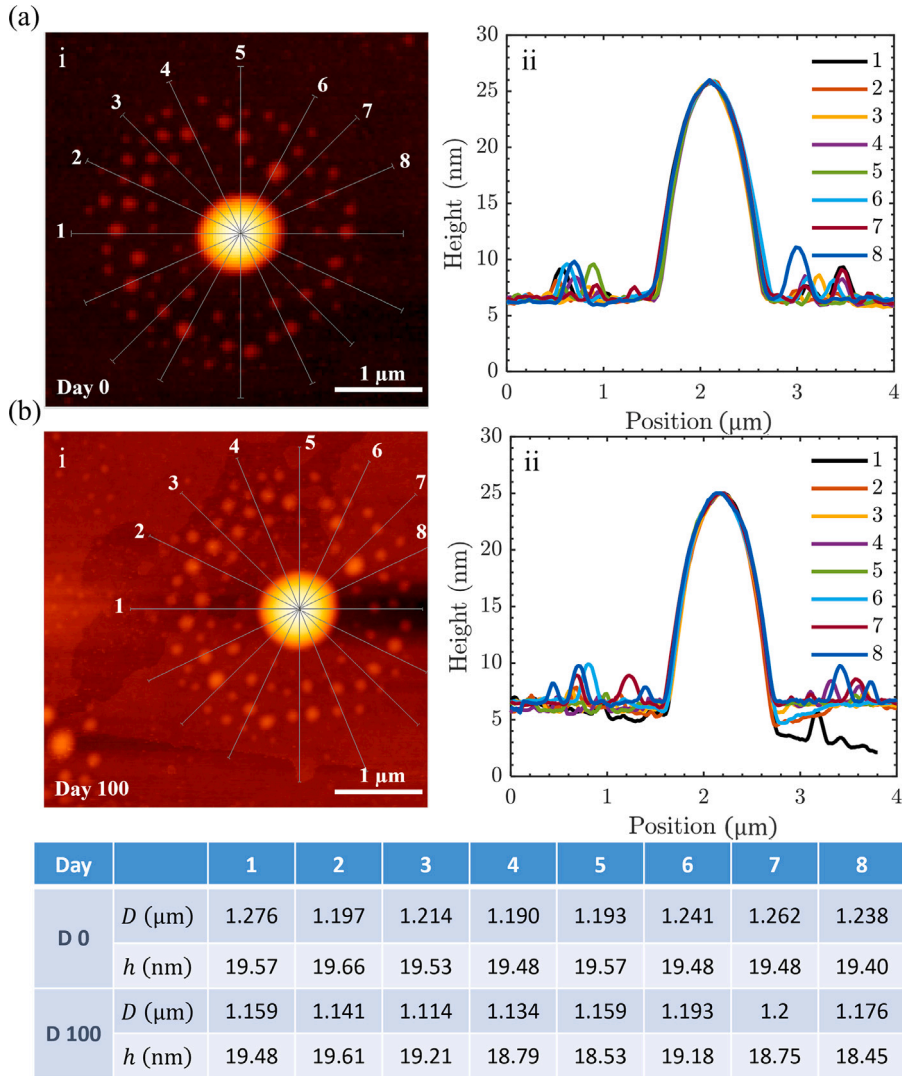 (a)
i
1
2
3
4
5
6
7
8
Day 0
1 μm
ii
Height (nm)
30
25
20
15
10
5
0
0 1 2 3 4
Position (μm)
1
2
3
4
5
6
7
8
(b)
i
1
2
3
4
5
6
7
8
Day 100
1 μm
ii
Height (nm)
30
25
20
15
10
5
0
0 1 2 3 4
Position (μm)
1
2
3
4
5
6
7
8
Day 1 2 3 4 5 6 7 8
D 0
D (μm) 1.276 1.197 1.214 1.190 1.193 1.241 1.262 1.238
h (nm) 19.57 19.66 19.53 19.48 19.57 19.48 19.48 19.40
D 100
D (μm) 1.159 1.141 1.114 1.134 1.159 1.193 1.2 1.176
h (nm) 19.48 19.61 19.21 18.79 18.53 19.18 18.75 18.45